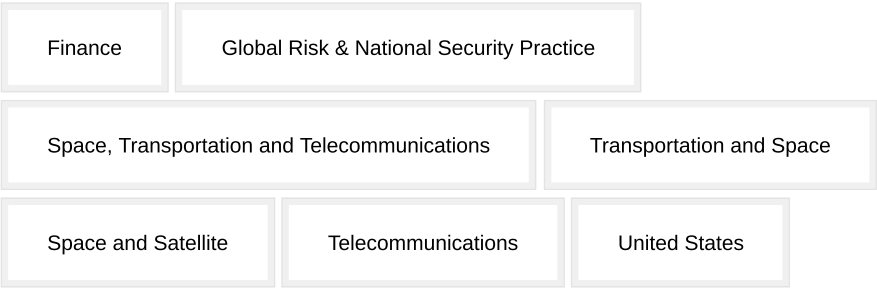 Finance
Global Risk & National Security Practice
Space, Transportation and Telecommunications
Transportation and Space
Space and Satellite
Telecommunications
United States